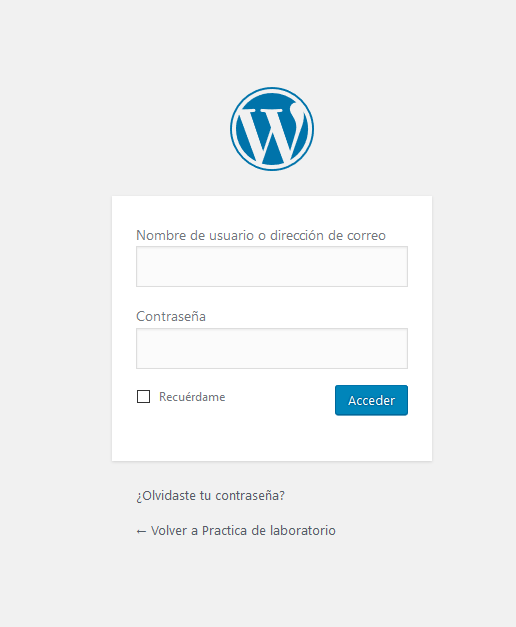 Nombre de usuario o dirección de correo
Contraseña
Recuérdame
Acceder
¿Olvidaste tu contraseña?
← Volver a Practica de laboratorio